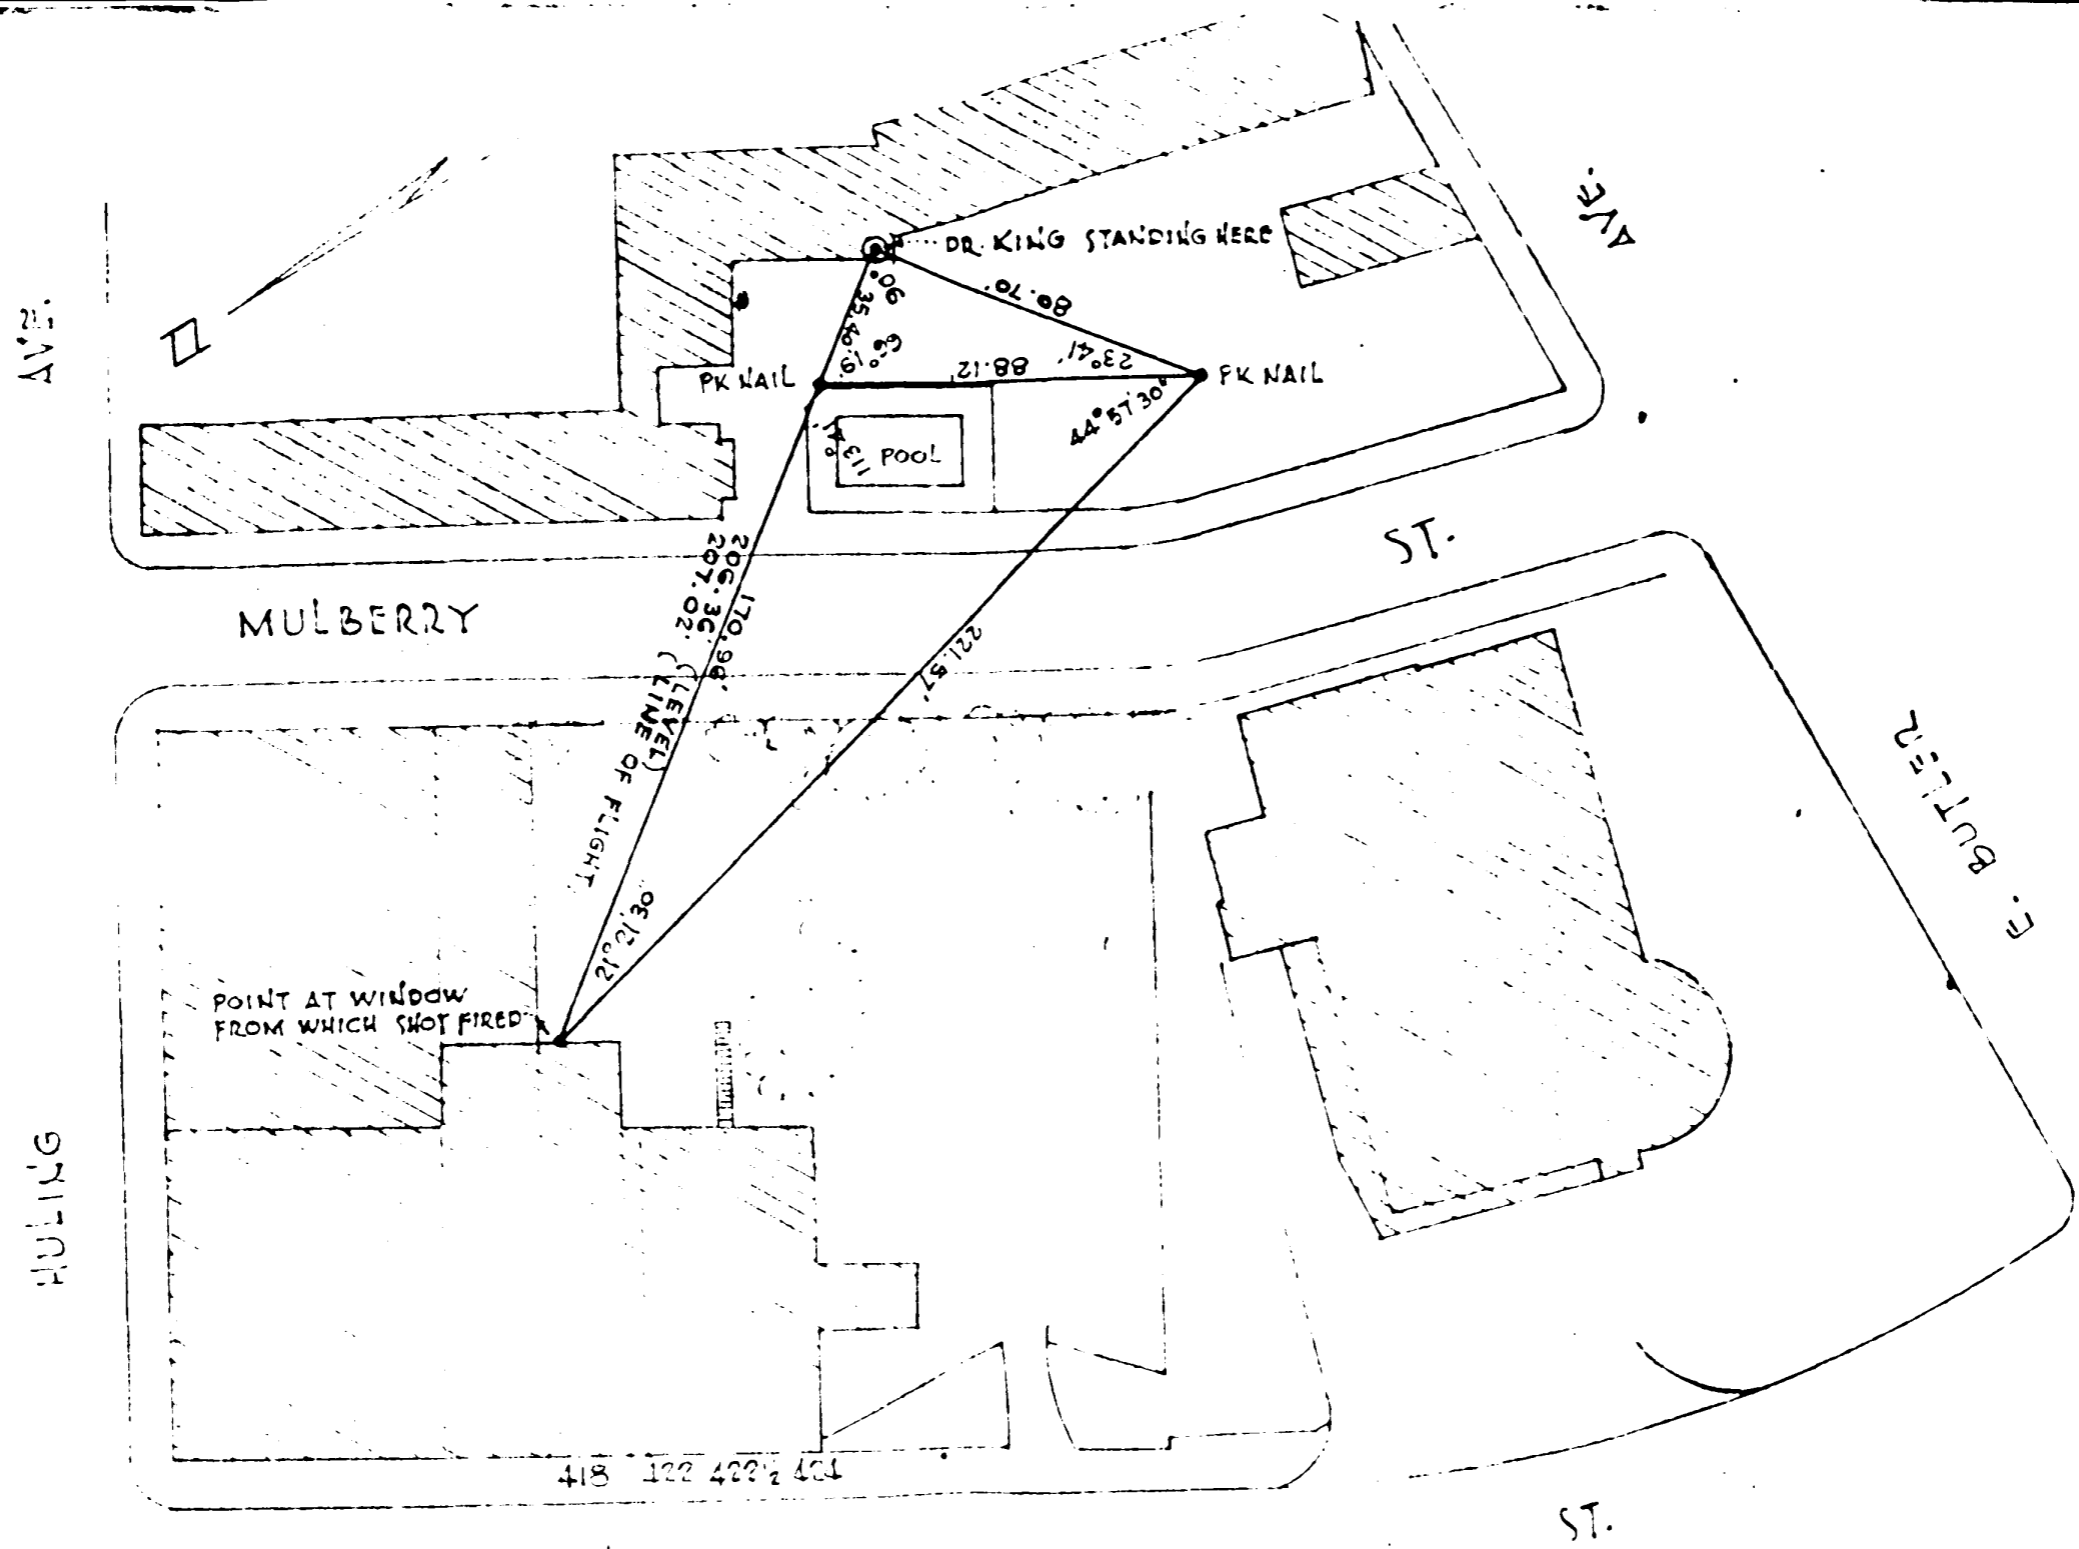 AVE.
AVE.
DR. KING STANDING HERE
90°
35.40'
80.70'
66° 19'
88.12'
23° 41'
PK NAIL
PK NAIL
44° 57' 30"
113° 41'
POOL
ST.
MULBERRY
170.96'
206.36' (LEVEL)
207.02' (LINE OF FLIGHT.
221.57'
E. BUTLER
21° 21' 30"
POINT AT WINDOW
FROM WHICH SHOT FIRED
HULING
418 422 422½ 424
ST.